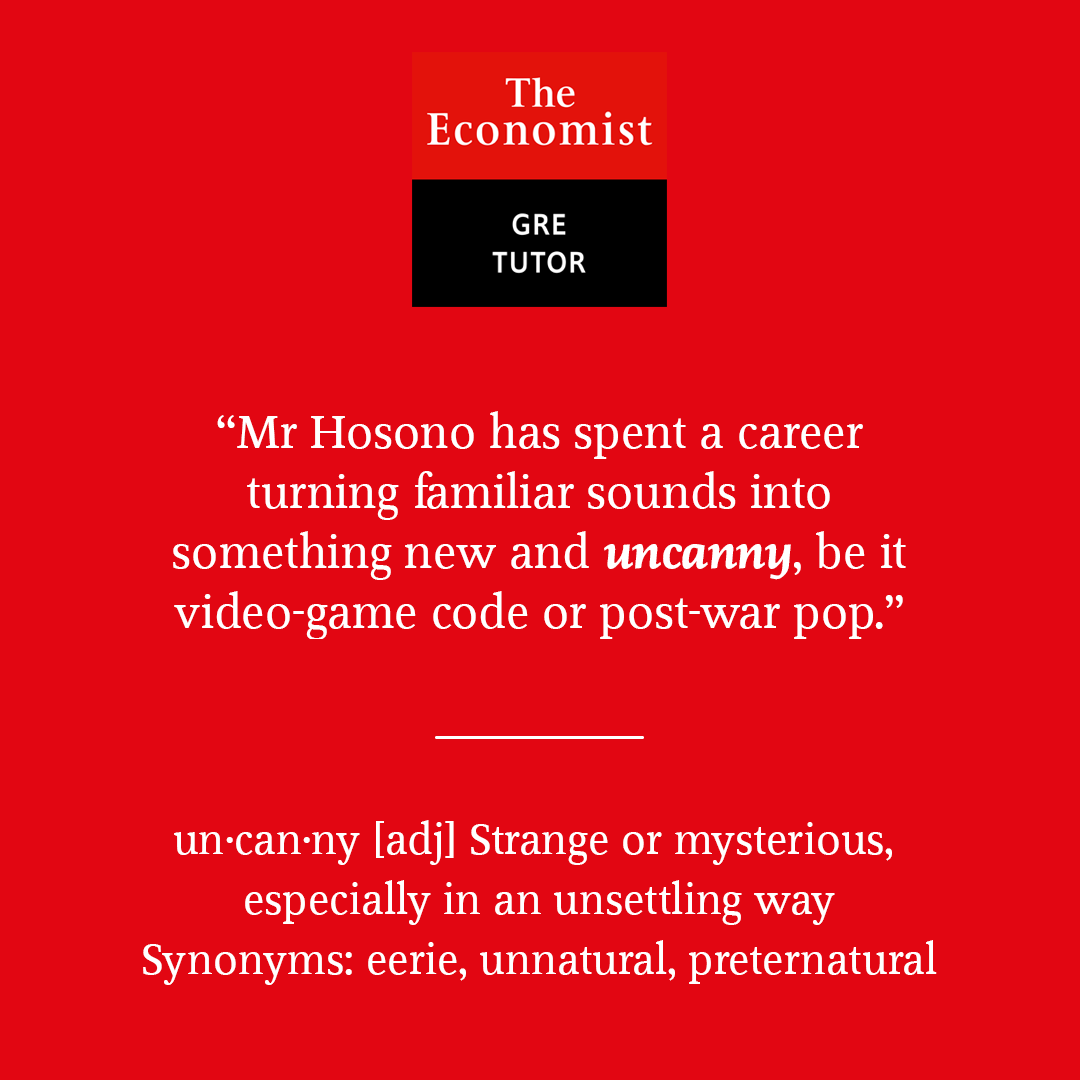 The
Economist
GRE
TUTOR
“Mr Hosono has spent a career
turning familiar sounds into
something new and uncanny, be it
video-game code or post-war pop.”
un·can·ny [adj] Strange or mysterious,
especially in an unsettling way
Synonyms: eerie, unnatural, preternatural